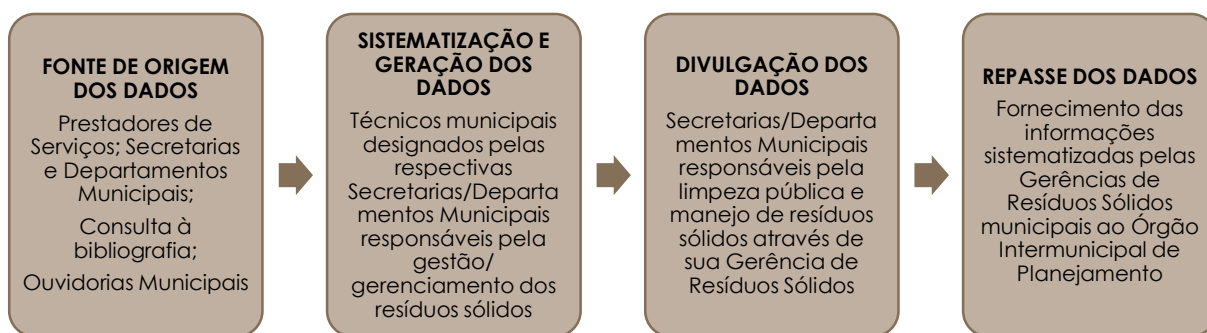 FONTE DE ORIGEM
DOS DADOS
Prestadores de
Serviços; Secretarias
e Departamentos
Municipais;
Consulta à
bibliografia;
Ouvidorias Municipais
SISTEMATIZAÇÃO E
GERAÇÃO DOS
DADOS
Técnicos municipais
designados pelas
respectivas
Secretarias/Departa
mentos Municipais
responsáveis pela
gestão/
gerenciamento dos
resíduos sólidos
DIVULGAÇÃO DOS
DADOS
Secretarias/Departa
mentos Municipais
responsáveis pela
limpeza pública e
manejo de resíduos
sólidos através de
sua Gerência de
Resíduos Sólidos
REPASSE DOS DADOS
Fornecimento das
informações
sistematizadas pelas
Gerências de
Resíduos Sólidos
municipais ao Órgão
Intermunicipal de
Planejamento